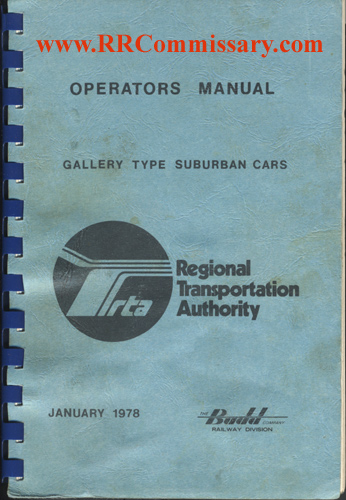 www.RRCommissary.com
OPERATORS MANUAL
GALLERY TYPE SUBURBAN CARS
rta
Regional
Transportation
Authority
JANUARY 1978
THE Budd COMPANY
RAILWAY DIVISION